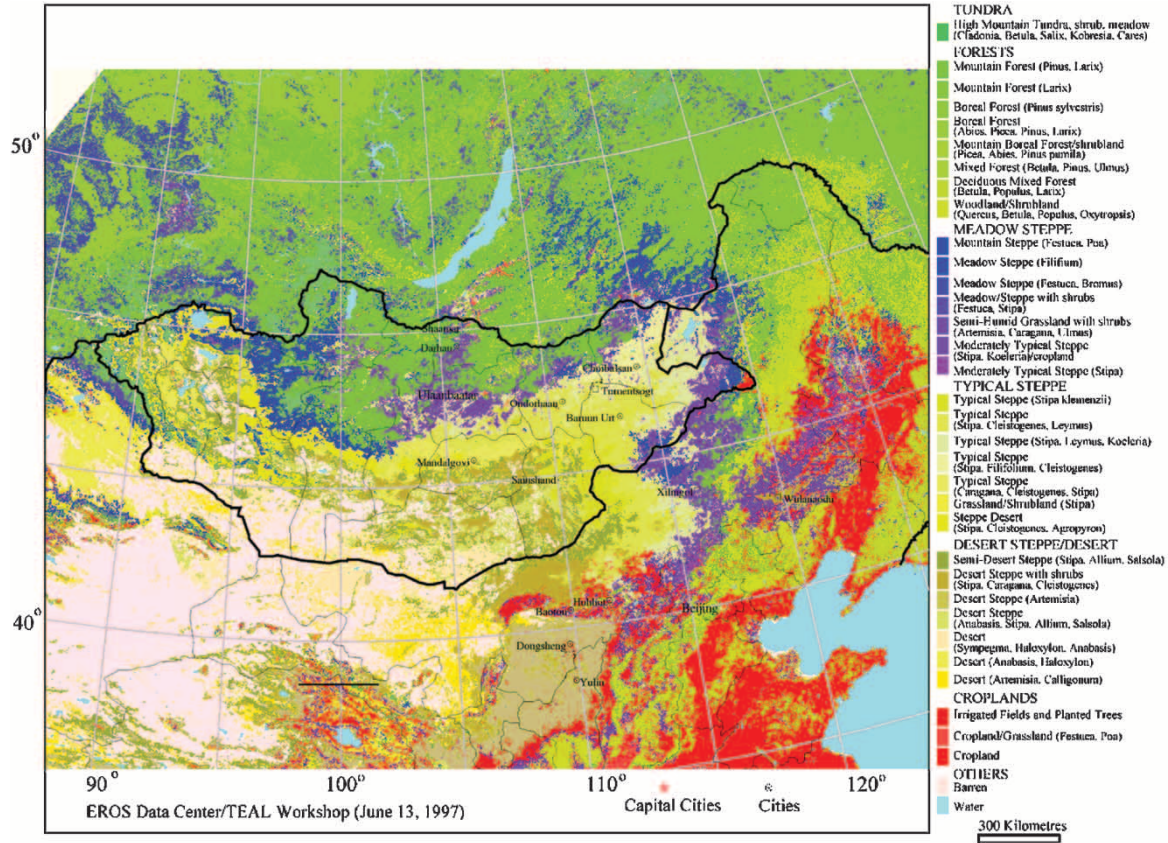 TUNDRA
High Mountain Tundra, shrub, meadow
(Cladonia, Betula, Salix, Kobresia, Cares)
FORESTS
Mountain Forest (Pinus, Larix)
Mountain Forest (Larix)
Boreal Forest (Pinus sylvestris)
Boreal Forest
(Abies, Picea, Pinus, Larix)
Mountain Boreal Forest/shrubland
(Picea, Abies, Pinus pumila)
Mixed Forest (Betula, Pinus, Ulmus)
Deciduous Mixed Forest
(Betula, Populus, Larix)
Woodland/Shrubland
(Quercus, Betula, Populus, Oxytropsis)
MEADOW STEPPE
Mountain Steppe (Festuca, Poa)
Meadow Steppe (Filifium)
Meadow Steppe (Festuca, Bromus)
Meadow/Steppe with shrubs
(Festuca, Stipa)
Semi-Humid Grassland with shrubs
(Artemisia, Caragana, Ulmus)
Moderately Typical Steppe
(Stipa, Koeleria)/cropland
Moderately Typical Steppe (Stipa)
TYPICAL STEPPE
Typical Steppe (Stipa klemenzii)
Typical Steppe
(Stipa, Cleistogenes, Leymus)
Typical Steppe (Stipa, Leymus, Koeleria)
Typical Steppe
(Stipa, Filifolium, Cleistogenes)
Typical Steppe
(Caragana, Cleistogenes, Stipa)
Grassland/Shrubland (Stipa)
Steppe Desert
(Stipa, Cleistogenes, Agropyron)
DESERT STEPPE/DESERT
Semi-Desert Steppe (Stipa, Allium, Salsola)
Desert Steppe with shrubs
(Stipa, Caragana, Cleistogenes)
Desert Steppe (Artemisia)
Desert Steppe
(Anabasis, Stipa, Allium, Salsola)
Desert
(Sympegma, Haloxylon, Anabasis)
Desert (Anabasis, Haloxylon)
Desert (Artemisia, Calligonum)
CROPLANDS
Irrigated Fields and Planted Trees
Cropland/Grassland (Festuca, Poa)
Cropland
OTHERS
Barren
Water
300 Kilometres
50°
40°
Shaamar
Darhan
Ulaanbaatar
Choibalsan
Tumentsogt
Ondorhaan
Baruun Urt
Mandalgovi
Sainshand
Xilingol
Wulanaodu
Hohhot
Baotou
Beijing
Dongsheng
Yulin
90°
100°
110°
120°
Capital Cities
Cities
EROS Data Center/TEAL Workshop (June 13, 1997)